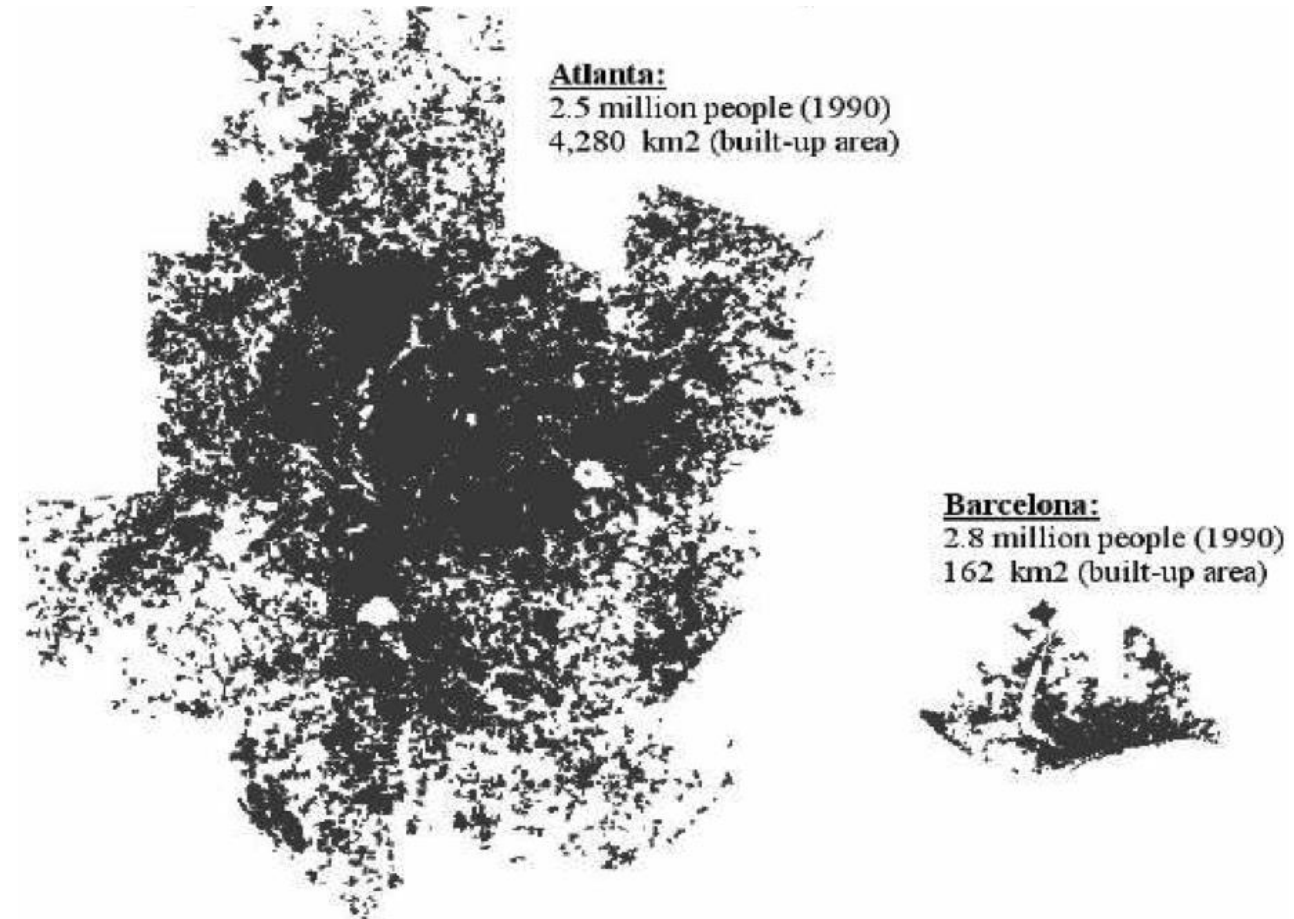 Atlanta:
2.5 million people (1990)
4,280 km2 (built-up area)
Barcelona:
2.8 million people (1990)
162 km2 (built-up area)